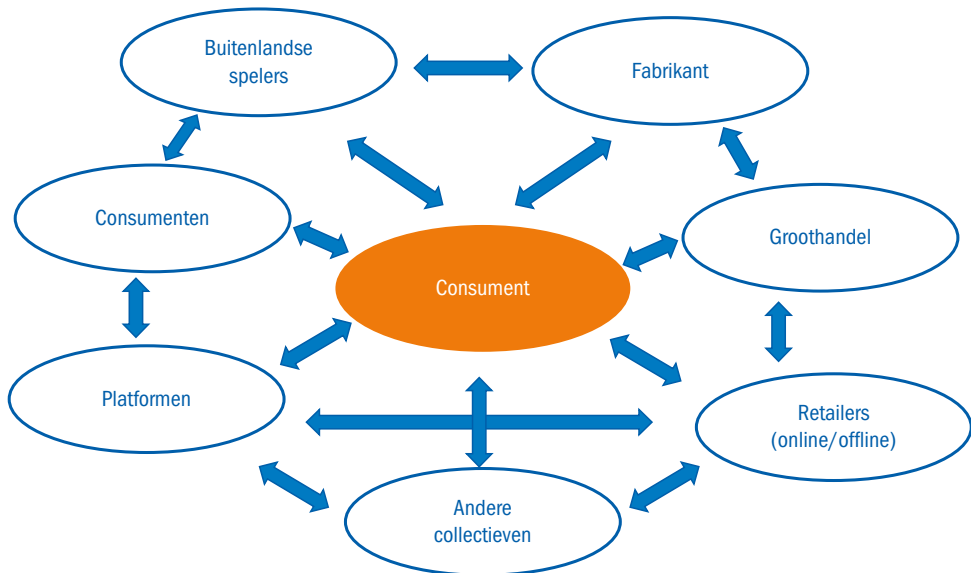 Buitenlandse
spelers
Fabrikant
Consumenten
Groothandel
Consument
Platformen
Retailers
(online/offline)
Andere
collectieven